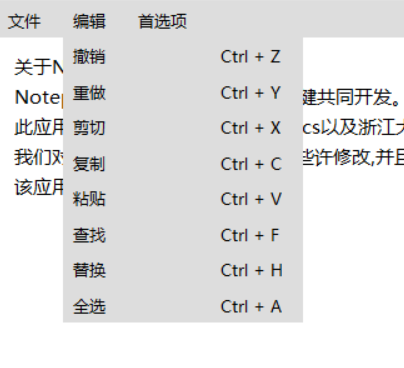 文件 编辑 首选项
撤销 Ctrl + Z
重做 Ctrl + Y
剪切 Ctrl + X
复制 Ctrl + C
粘贴 Ctrl + V
查找 Ctrl + F
替换 Ctrl + H
全选 Ctrl + A
关于N
Note 键共同开发。
此应用 cs以及浙江
我们对 些许修改,并且
该应用